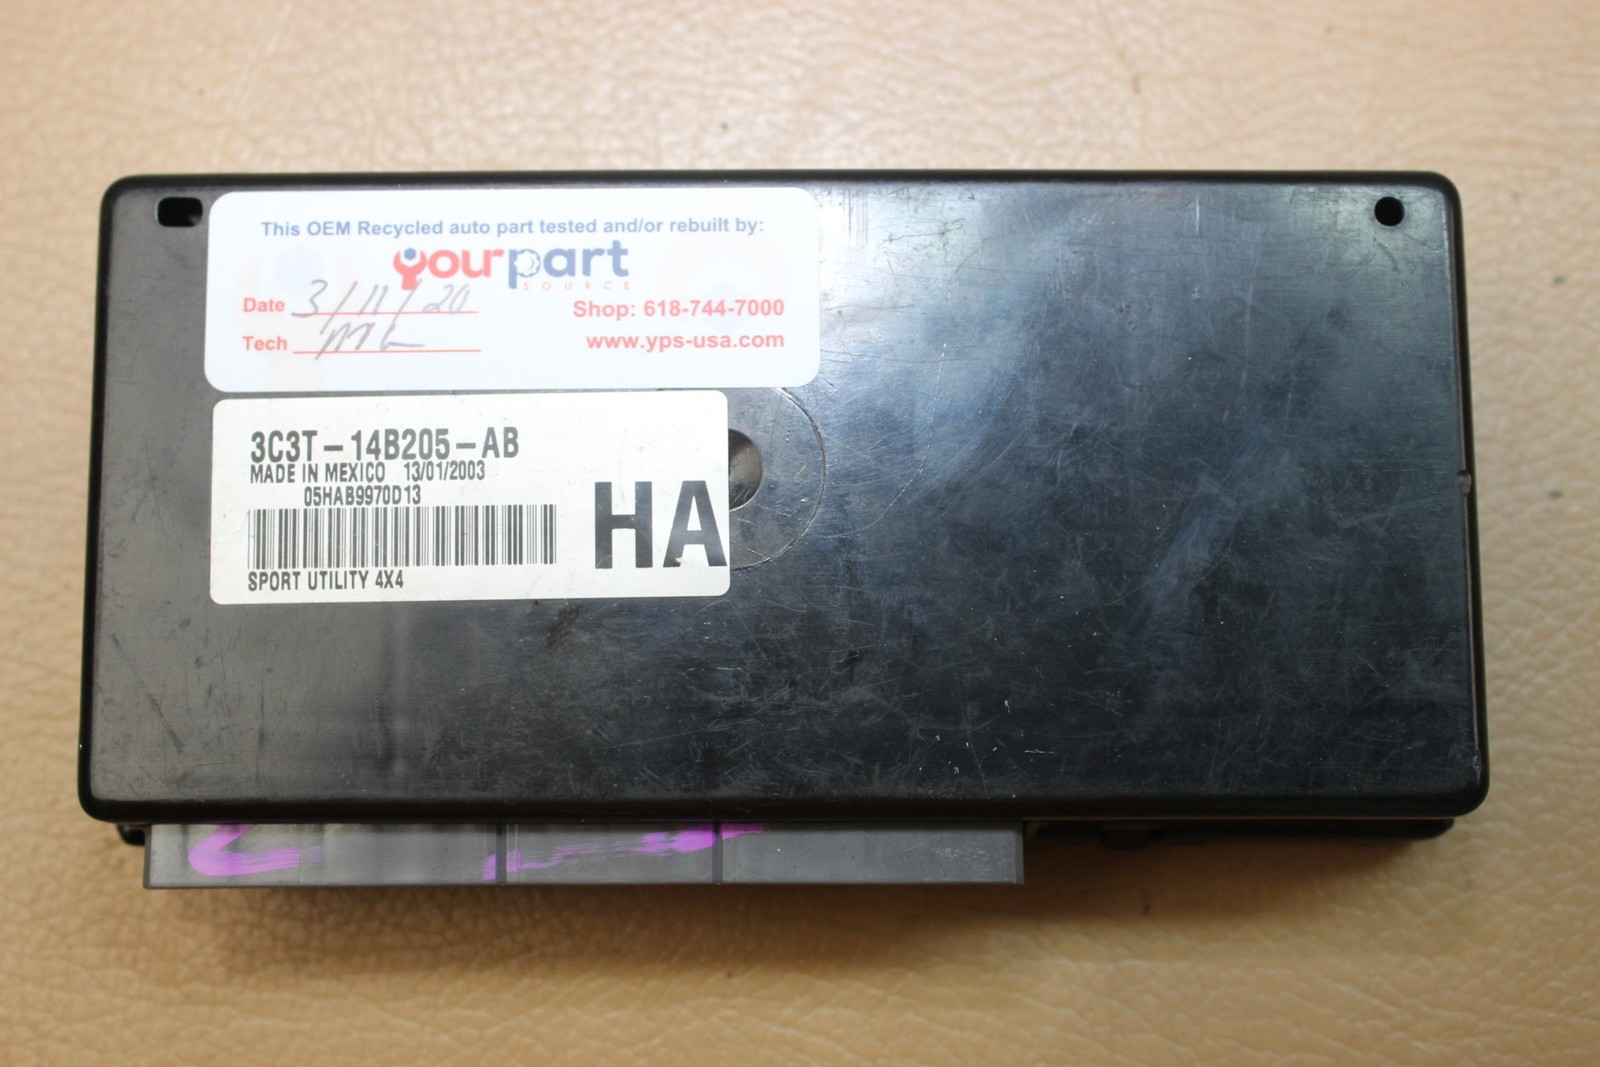 This OEM Recycled auto part tested and/or rebuilt by:
yourpart
SOURCE
Date 3/11/20
Shop: 618-744-7000
Tech
www.yps-usa.com
3C3T-14B205-AB
MADE IN MEXICO 13/01/2003
05HAB9970D13
HA
SPORT UTILITY 4X4